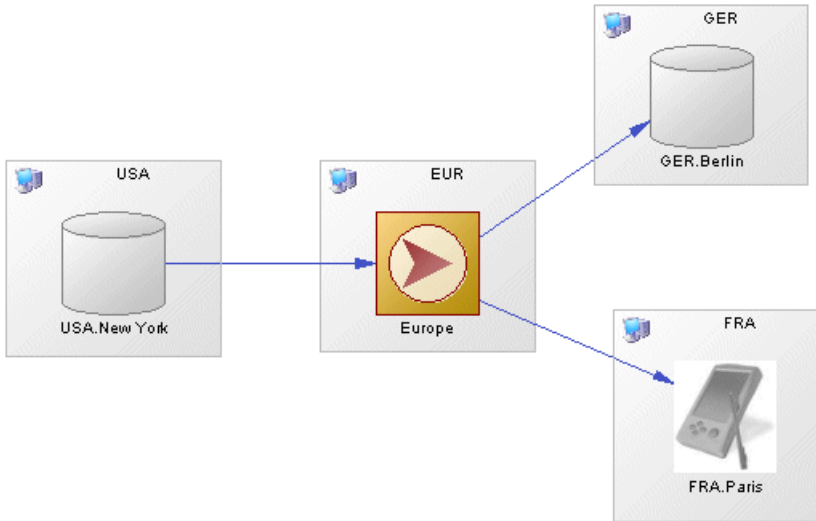 USA
USA.New York
EUR
Europe
GER
GER.Berlin
FRA
FRA.Paris